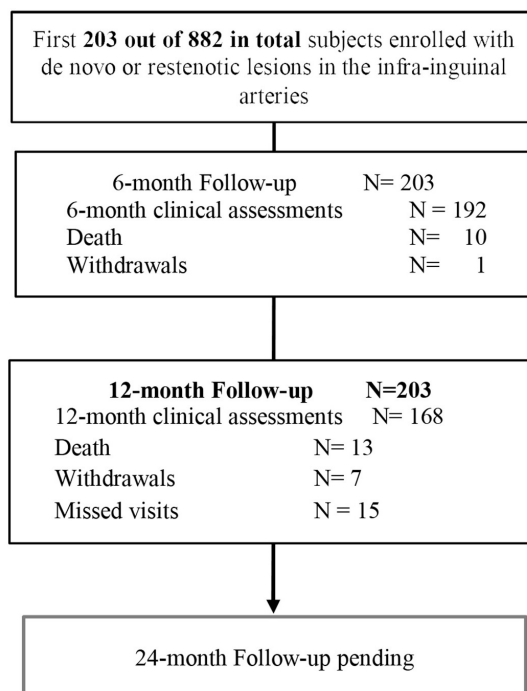 First 203 out of 882 in total subjects enrolled with
de novo or restenotic lesions in the infra-inguinal
arteries
6-month Follow-up N= 203
6-month clinical assessments N = 192
Death N= 10
Withdrawals N= 1
12-month Follow-up N=203
12-month clinical assessments N= 168
Death N= 13
Withdrawals N= 7
Missed visits N = 15
24-month Follow-up pending